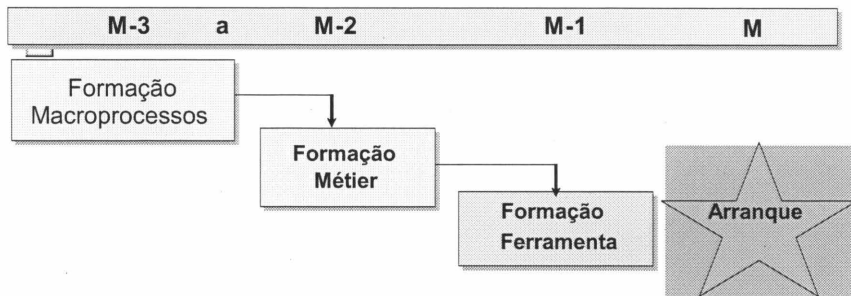 M-3 a M-2 M-1 M
Formação
Macroprocessos
Formação
Métier
Formação
Ferramenta
Arranque